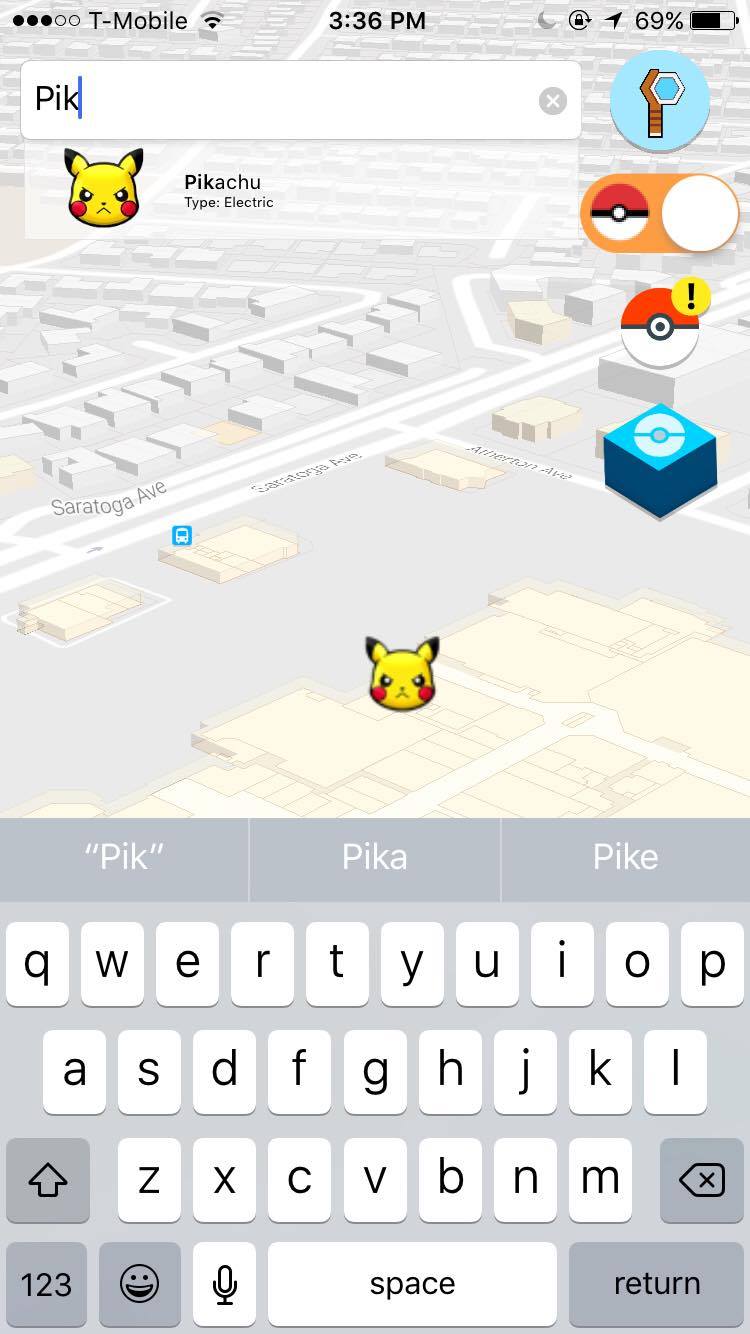 T-Mobile 3:36 PM 69%
Pik
Pikachu
Type: Electric
!
Saratoga Ave
Saratoga Ave
Atherton Ave
“Pik” Pika Pike
q w e r t y u i o p
a s d f g h j k l
z x c v b n m
123 space return